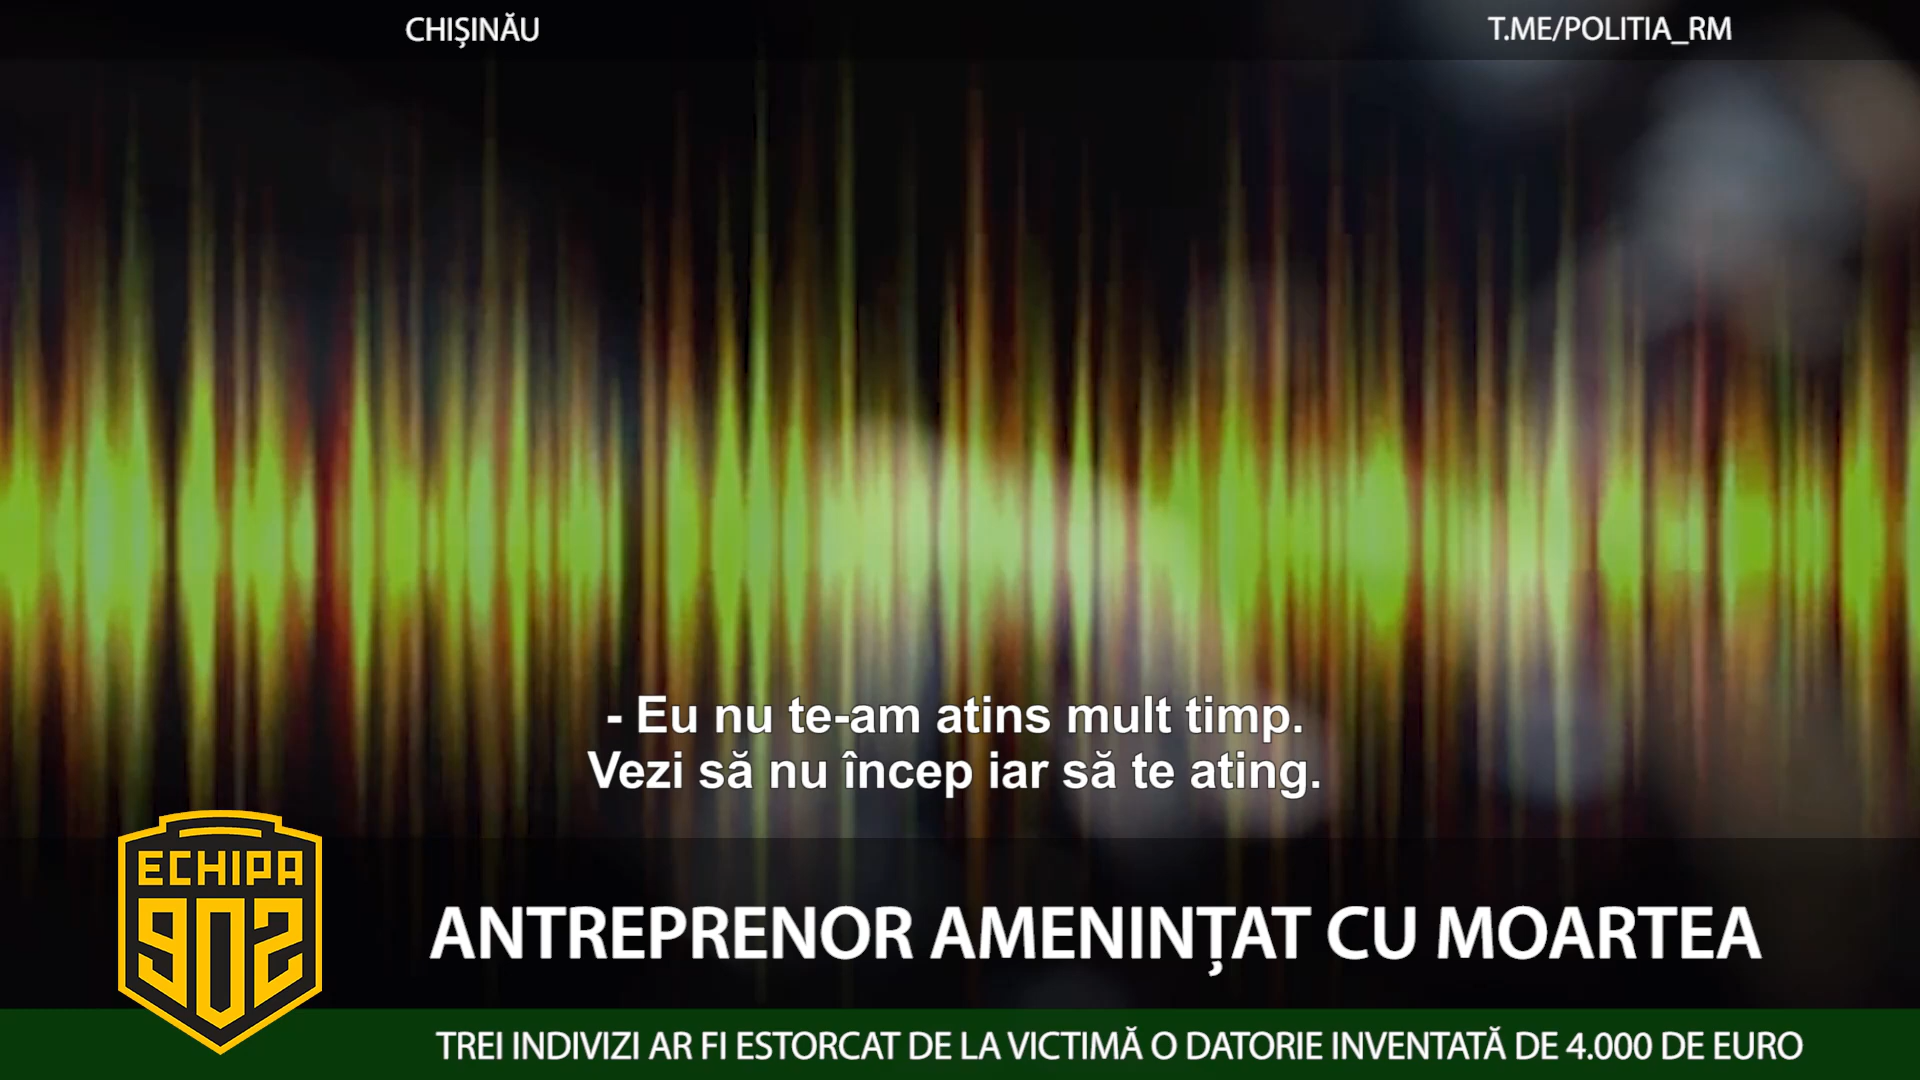 CHIȘINĂU
T.ME/POLITIA_RM
- Eu nu te-am atins mult timp.
Vezi să nu încep iar să te ating.
ECHIPA
902
ANTREPRENOR AMENINȚAT CU MOARTEA
TREI INDIVIZI AR FI ESTORCAT DE LA VICTIMĂ O DATORIE INVENTATĂ DE 4.000 DE EURO